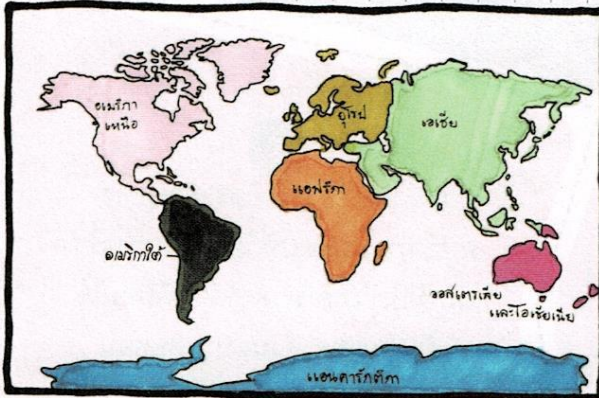 อเมริกา
เหนือ
ยุโรป
เอเชีย
แอฟริกา
อเมริกาใต้
ออสเตรเลีย
และโอเชียเนีย
แอนตาร์กติกา